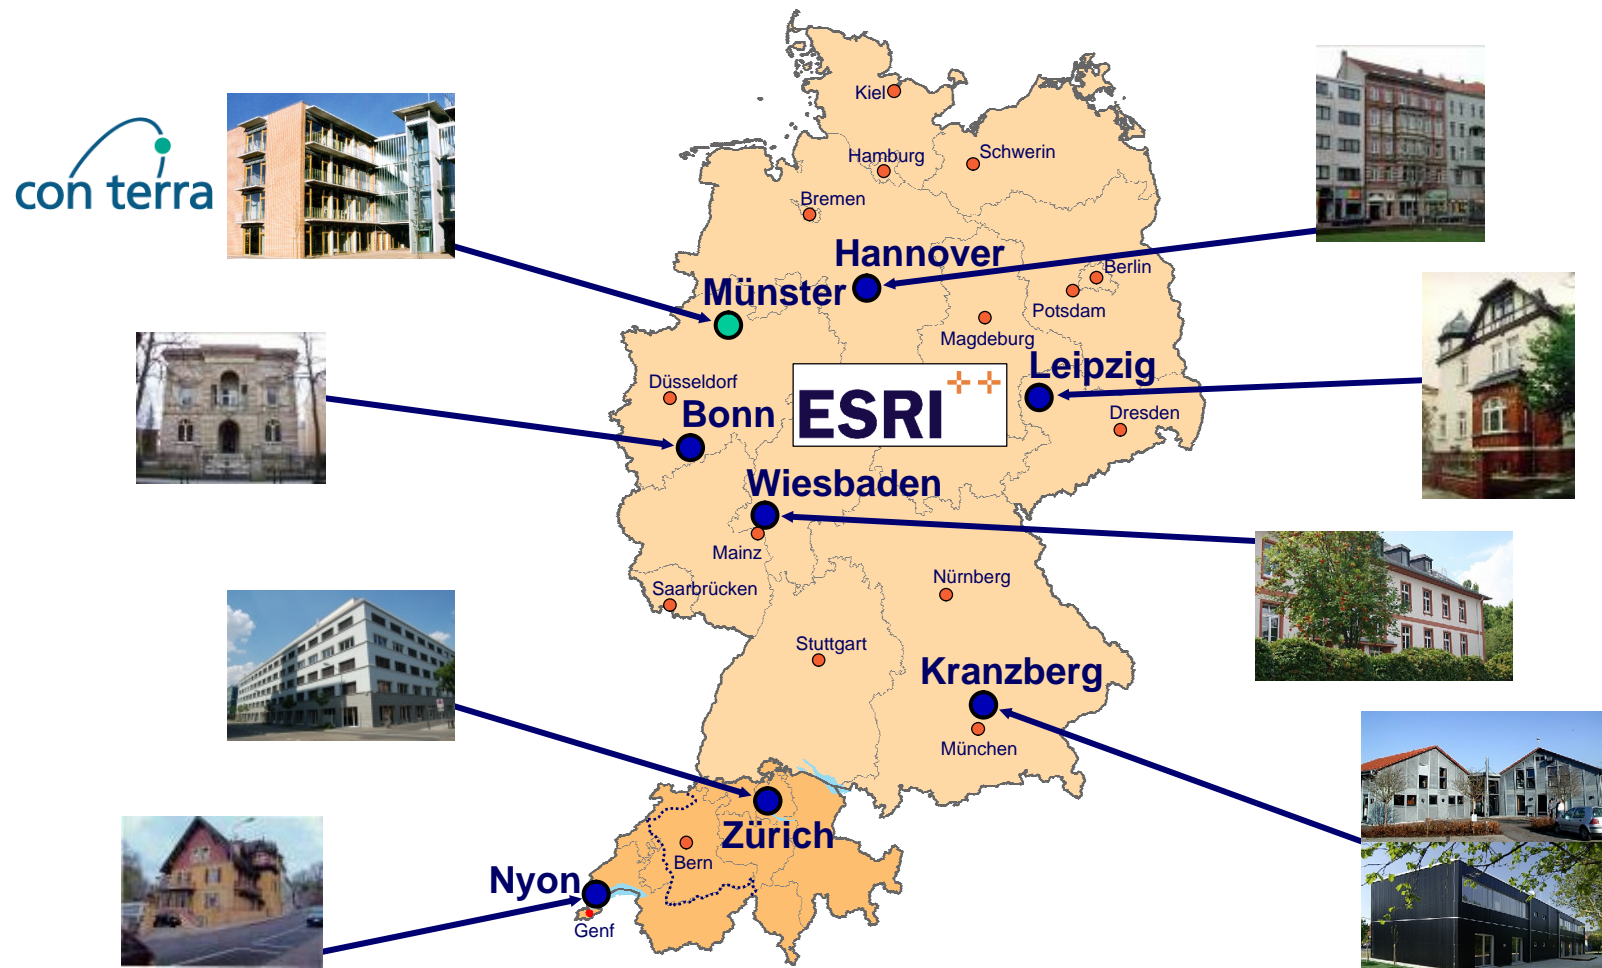 con terra
Kiel
Hamburg
Schwerin
Bremen
Hannover
Berlin
Münster
Potsdam
Magdeburg
Leipzig
Düsseldorf
ESRI
Bonn
Dresden
Wiesbaden
Mainz
Nürnberg
Saarbrücken
Stuttgart
Kranzberg
München
Zürich
Bern
Nyon
Genf